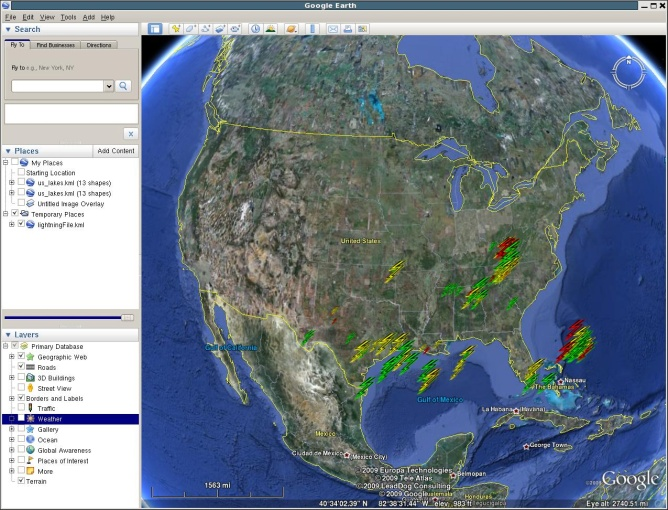 Google Earth
File Edit View Tools Add Help
Search
Fly To Find Businesses Directions
Fly to e.g., New York, NY
x
Places Add Content
My Places
Starting Location
us_lakes.kml (13 shapes)
us_lakes.kml (13 shapes)
Untitled Image Overlay
Temporary Places
lightningFile.kml
Layers
Primary Database
Geographic Web
Roads
3D Buildings
Street View
Borders and Labels
Traffic
Weather
Gallery
Ocean
Global Awareness
Places of Interest
More
Terrain
N
United States
Gulf of California
Gulf of Mexico
Nassau
The Bahamas
La Habana (Havana)
Mexico
Ciudad de México (Mexico City)
George Town
Belmopan
Guatemala
Honduras
Tegucigalpa
©2009 Europa Technologies
© 2009 Tele Atlas
© 2009 LeadDog Consulting
© 2009 Google
©2009 Google
1563 mi
40°34'02.39" N 82°38'31.44" W elev 983 ft
Eye alt 2740.51 mi